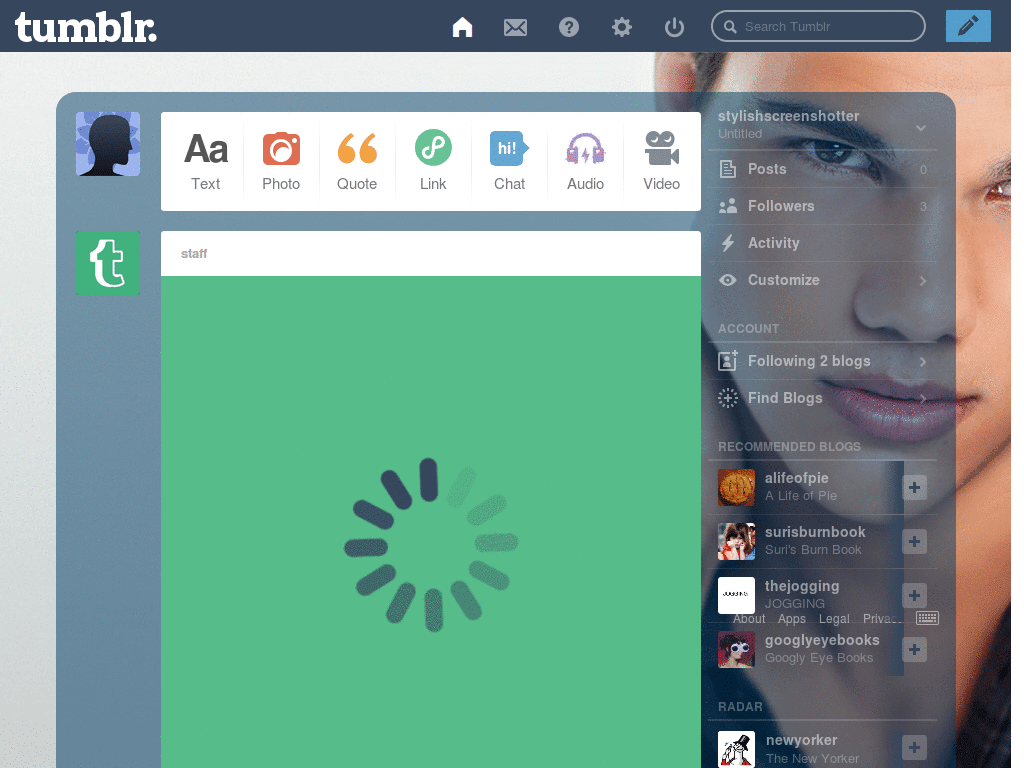 tumblr.
Search Tumblr
stylishscreenshotter
Untitled
Aa
hi!
Text
Photo
Quote
Link
Chat
Audio
Video
Posts 0
Followers 3
Activity
Customize
staff
ACCOUNT
Following 2 blogs
Find Blogs
RECOMMENDED BLOGS
alifeofpie
A Life of Pie
surisburnbook
Suri's Burn Book
thejogging
JOGGING
JOGGING
About Apps Legal
googlyeyebooks
Googly Eye Books
RADAR
newyorker
The New Yorker